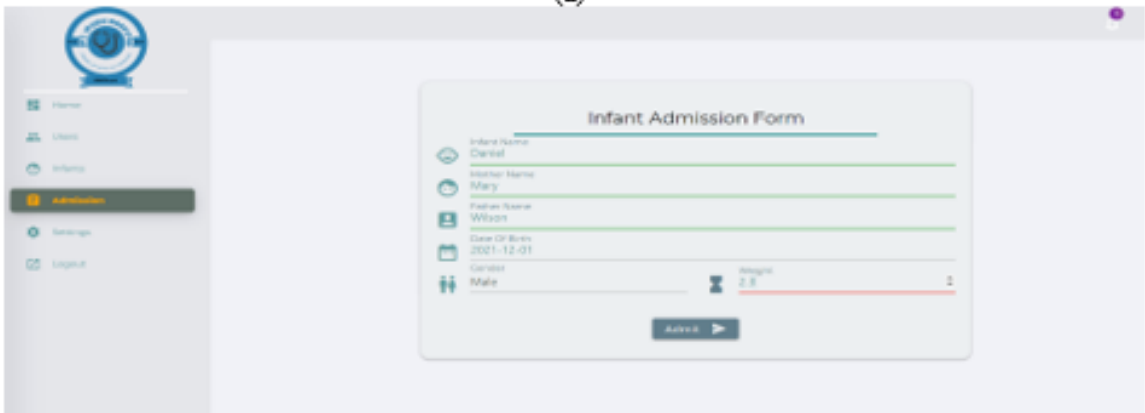 Home
Users
Infants
Admission
Settings
Logout
Infant Admission Form
Infant Name
Daniel
Mother Name
Mary
Father Name
Wilson
Date Of Birth
2021-12-01
Gender
Male
Weight
2.8
Admit